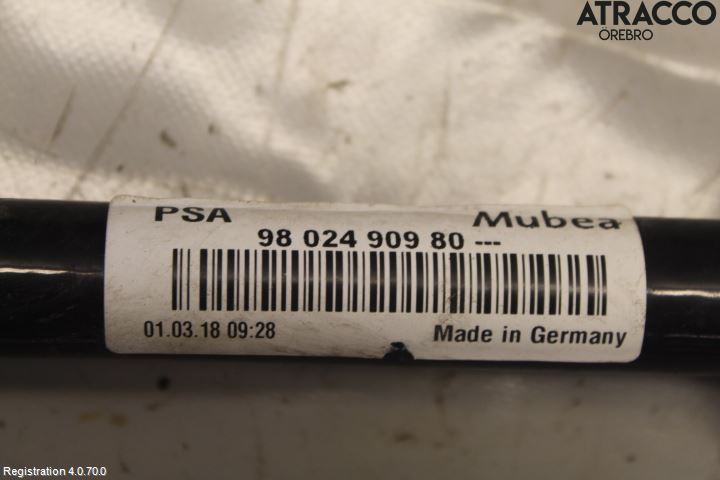 ATRACCO
ÖREBRO
PSA Mubea
98 024 909 80 ---
01.03.18 09:28 Made in Germany
Registration 4.0.70.0